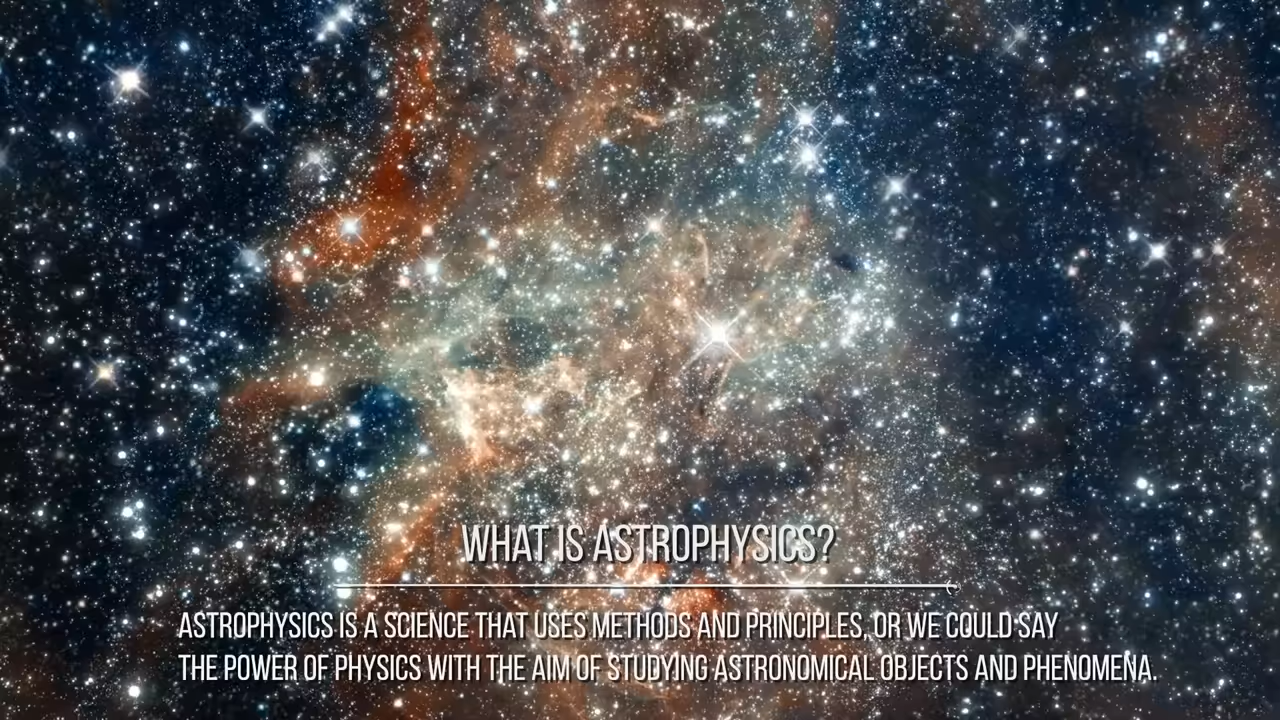 WHAT IS ASTROPHYSICS?
ASTROPHYSICS IS A SCIENCE THAT USES METHODS AND PRINCIPLES, OR WE COULD SAY
THE POWER OF PHYSICS WITH THE AIM OF STUDYING ASTRONOMICAL OBJECTS AND PHENOMENA.